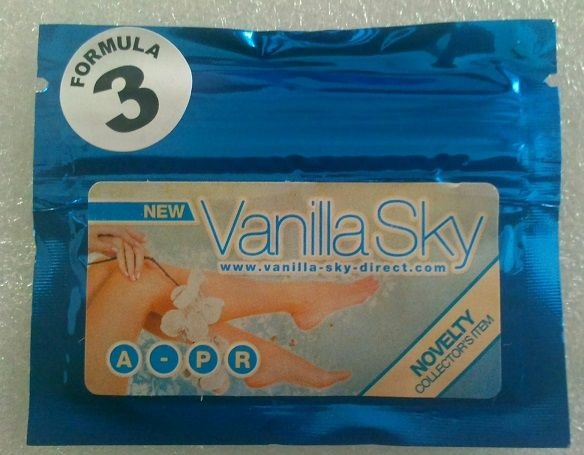 FORMULA
3
NEW
Vanilla Sky
www.vanilla-sky-direct.com
A - P R
NOVELTY
COLLECTOR'S ITEM